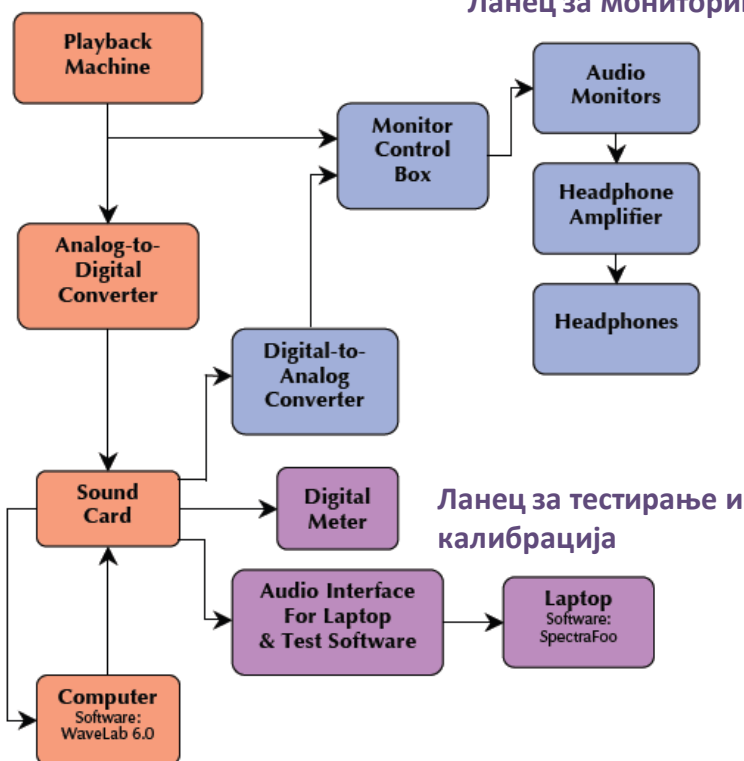 Ланец за
Playback
Machine
Audio
Monitors
Monitor
Control
Box
Headphone
Amplifier
Analog-to-
Digital
Converter
Headphones
Digital-to-
Analog
Converter
Sound
Card
Digital
Meter
Ланец за тестирање и
калибрација
Audio Interface
For Laptop
& Test Software
Laptop
Software:
SpectraFoo
Computer
Software:
WaveLab 6.0